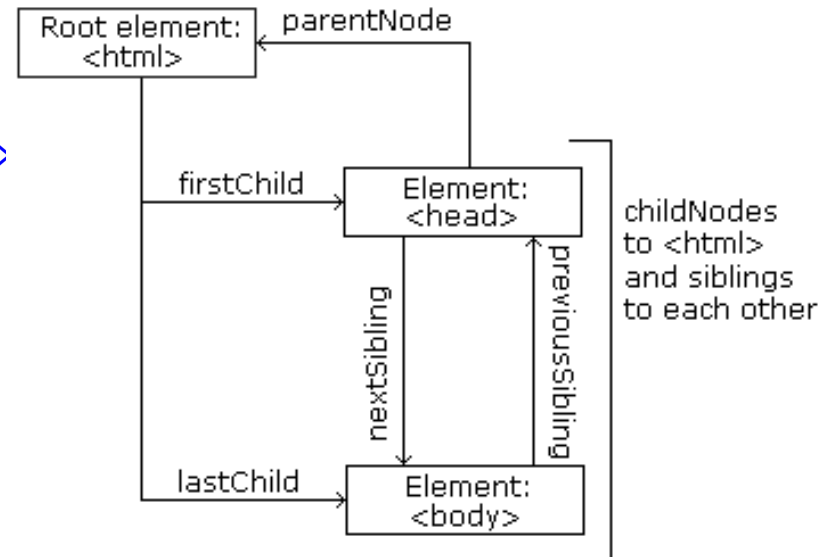 Root element:
<html>
parentNode
>
firstChild
Element:
<head>
childNodes
to <html>
and siblings
to each other
nextSibling
previousSibling
lastChild
Element:
<body>